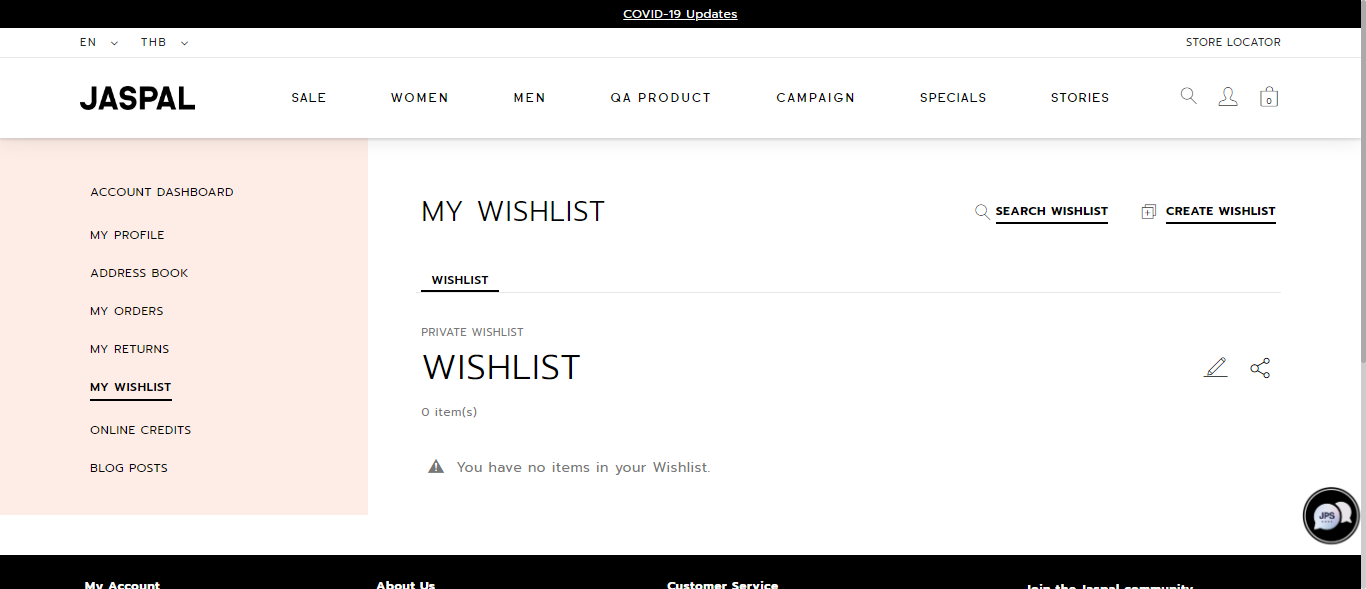 COVID-19 Updates
EN THB STORE LOCATOR
JASPAL SALE WOMEN MEN QA PRODUCT CAMPAIGN SPECIALS STORIES 0
ACCOUNT DASHBOARD
MY PROFILE
ADDRESS BOOK
MY ORDERS
MY RETURNS
MY WISHLIST
ONLINE CREDITS
BLOG POSTS
MY WISHLIST
SEARCH WISHLIST CREATE WISHLIST
WISHLIST
PRIVATE WISHLIST
WISHLIST
0 item(s)
You have no items in your Wishlist.
JPS
My Account About Us Customer Service Join the Jaspal community